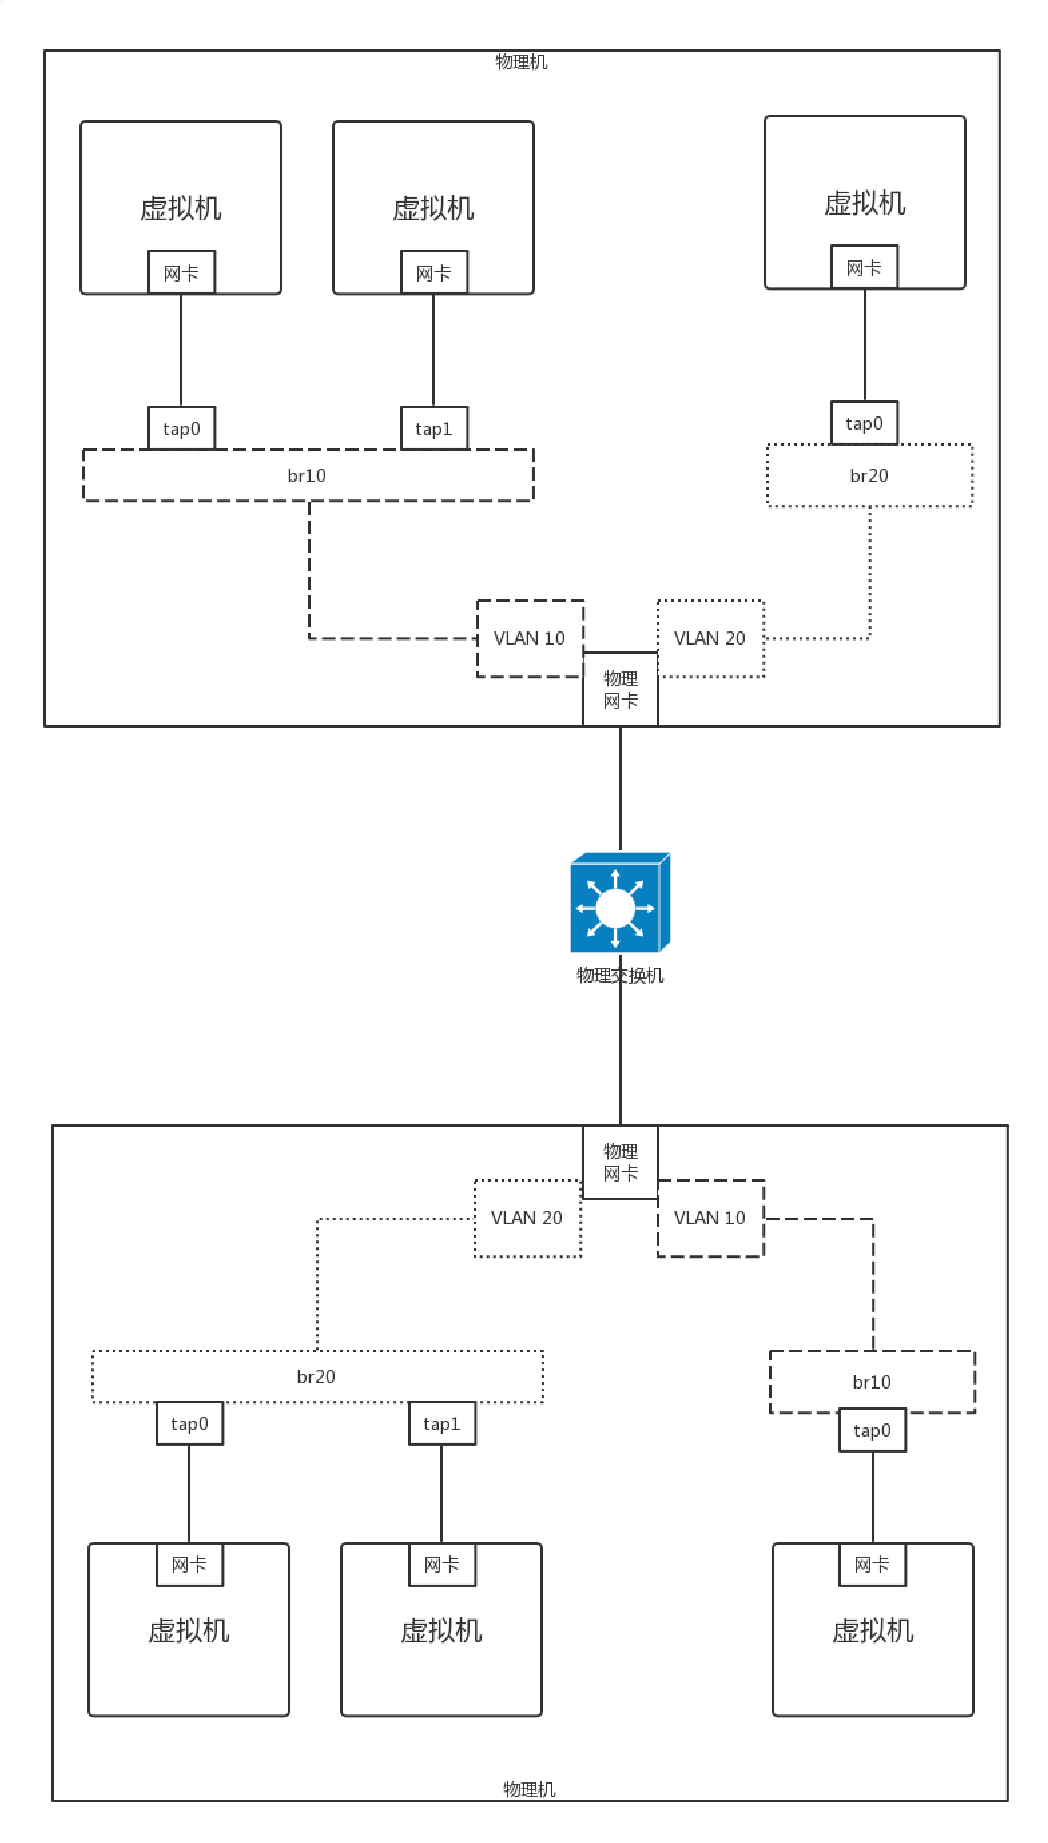 物理机
虚拟机
虚拟机
虚拟机
网卡
网卡
网卡
tap0
tap1
tap0
br10
br20
VLAN 10
VLAN 20
物理
网卡
物理交换机
物理
网卡
VLAN 20
VLAN 10
br20
br10
tap0
tap1
tap0
网卡
网卡
网卡
虚拟机
虚拟机
虚拟机
物理机